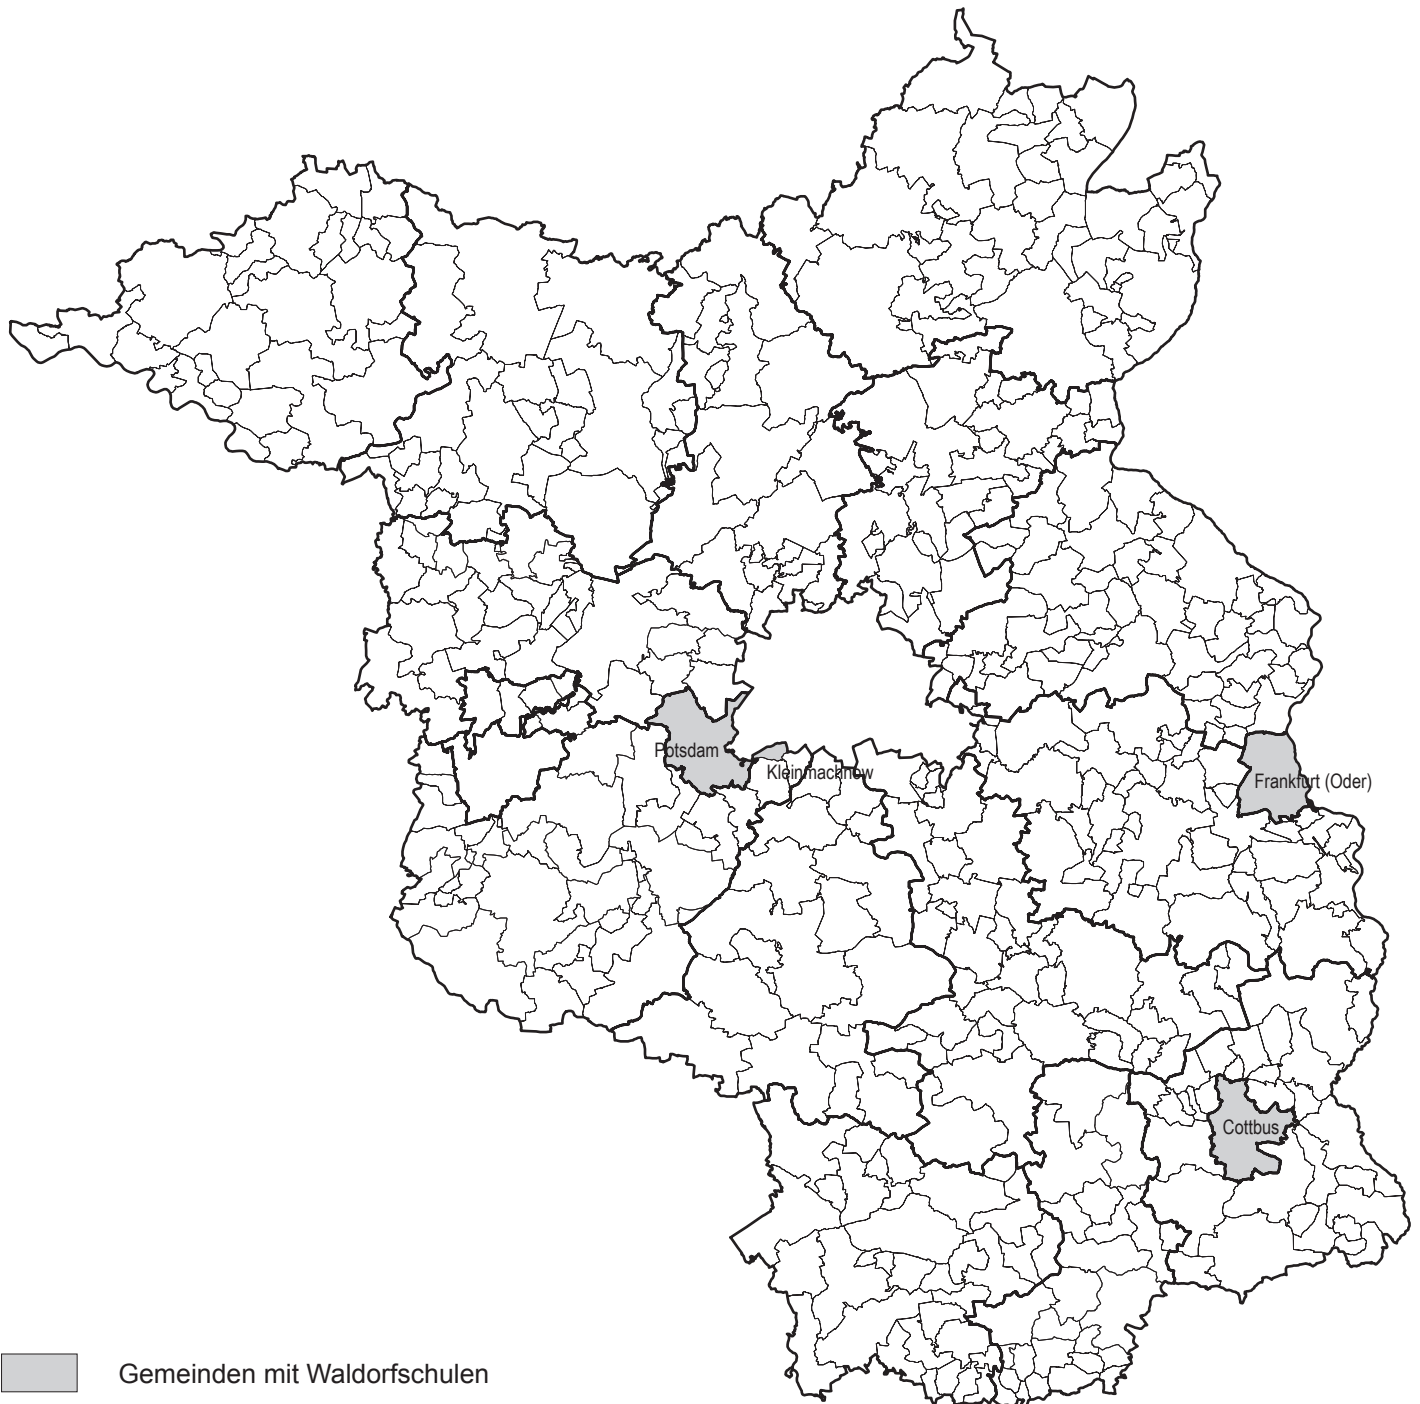 Potsdam
Kleinmachnow
Frankfurt (Oder)
Cottbus
Gemeinden mit Waldorfschulen